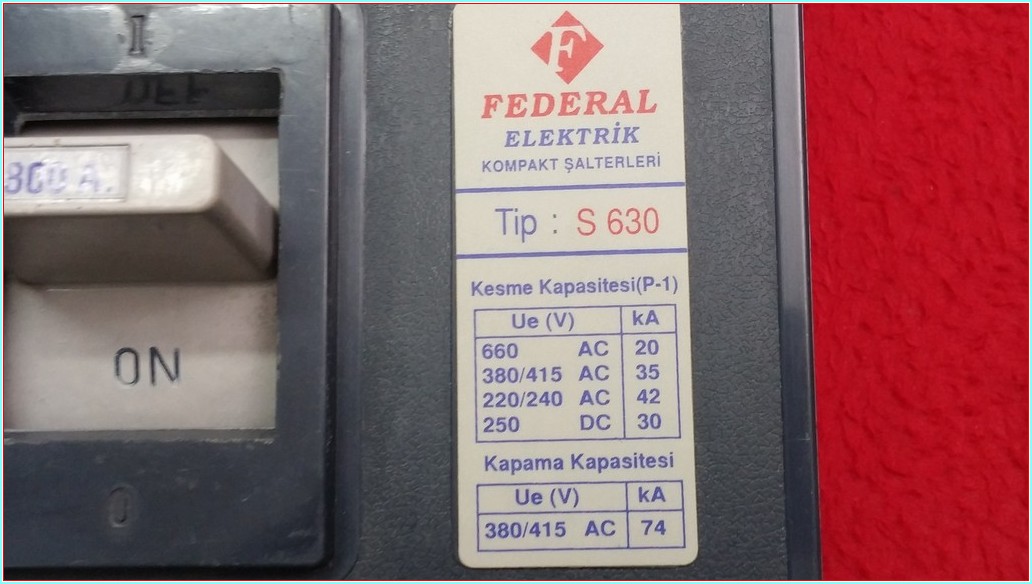 I
OFF
A.
ON
0
F
FEDERAL
ELEKTRİK
KOMPAKT ŞALTERLERİ
Tip : S 630
Kesme Kapasitesi(P-1)
Ue (V) kA
660 AC 20
380/415 AC 35
220/240 AC 42
250 DC 30
Kapama Kapasitesi
Ue (V) kA
380/415 AC 74